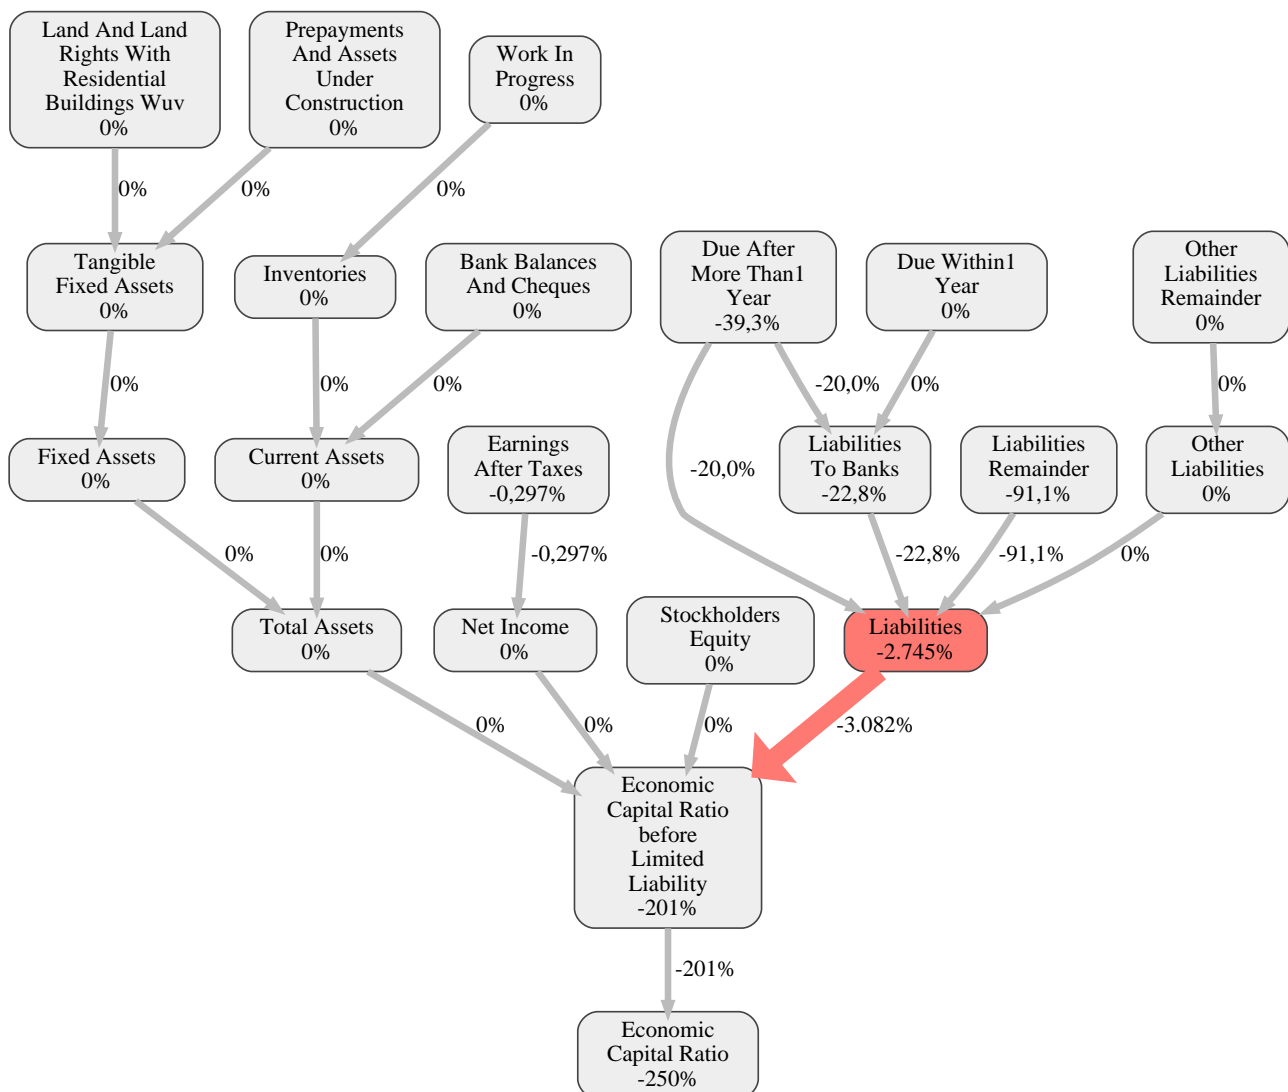 Land And Land
Rights With
Residential
Buildings Wuv
0%
Prepayments
And Assets
Under
Construction
0%
Work In
Progress
0%
0%
0%
0%
Tangible
Fixed Assets
0%
Inventories
0%
Bank Balances
And Cheques
0%
Due After
More Than1
Year
-39,3%
Due Within1
Year
0%
Other
Liabilities
Remainder
0%
0%
0%
0%
-20,0%
0%
0%
Fixed Assets
0%
Current Assets
0%
Earnings
After Taxes
-0,297%
-20,0%
Liabilities
To Banks
-22,8%
Liabilities
Remainder
-91,1%
Other
Liabilities
0%
0%
0%
-0,297%
-22,8%
-91,1%
0%
Total Assets
0%
Net Income
0%
Stockholders
Equity
0%
Liabilities
-2.745%
0%
0%
0%
-3.082%
Economic
Capital Ratio
before
Limited
Liability
-201%
-201%
Economic
Capital Ratio
-250%